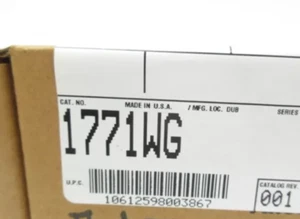 CAT. NO. MADE IN U.S.A. / MFG. LOC. DUB SERIES
1771WG
U.P.C. CATALOG REV
10612598003867 001